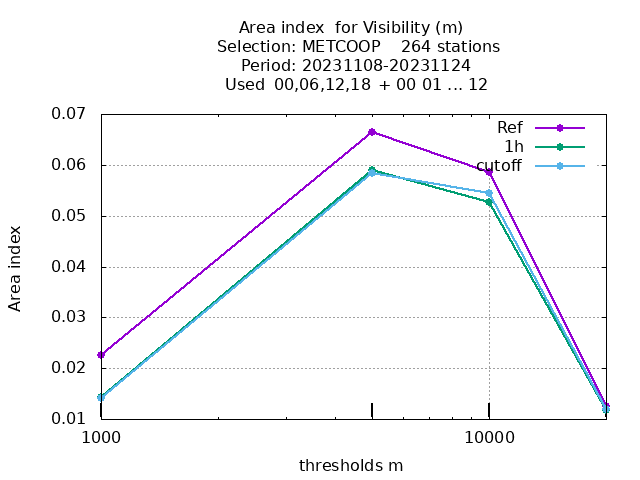 Area index  for Visibility (m)
Selection: METCOOP    264 stations
Period: 20231108-20231124
Used  00,06,12,18  + 00 01 ... 12
0.07
0.06
0.05
0.04
0.03
0.02
0.01
Area index
Ref
1h
cutoff
1000
10000
thresholds m